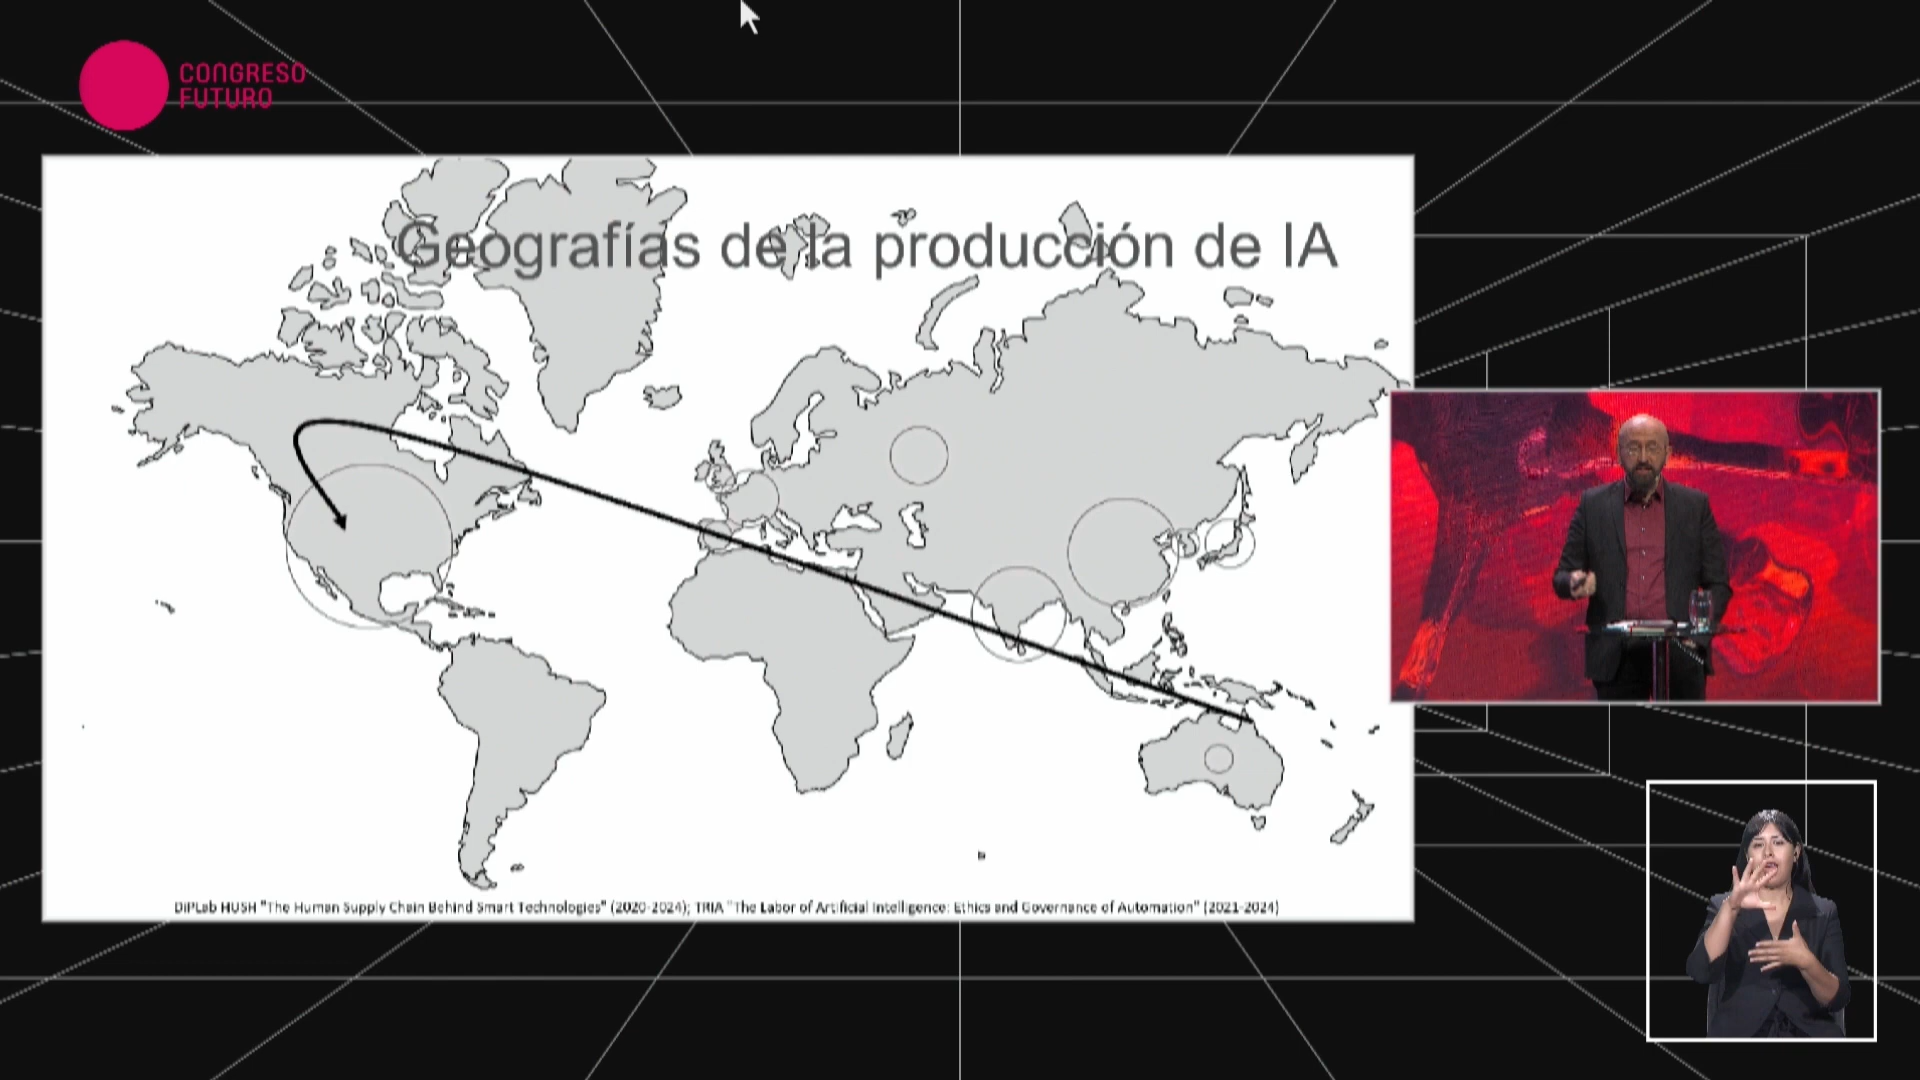 CONGRESO
FUTURO
Geografías de la producción de IA
DiPLab HUSH "The Human Supply Chain Behind Smart Technologies" (2020-2024); TRIA "The Labor of Artificial Intelligence: Ethics and Governance of Automation" (2021-2024)